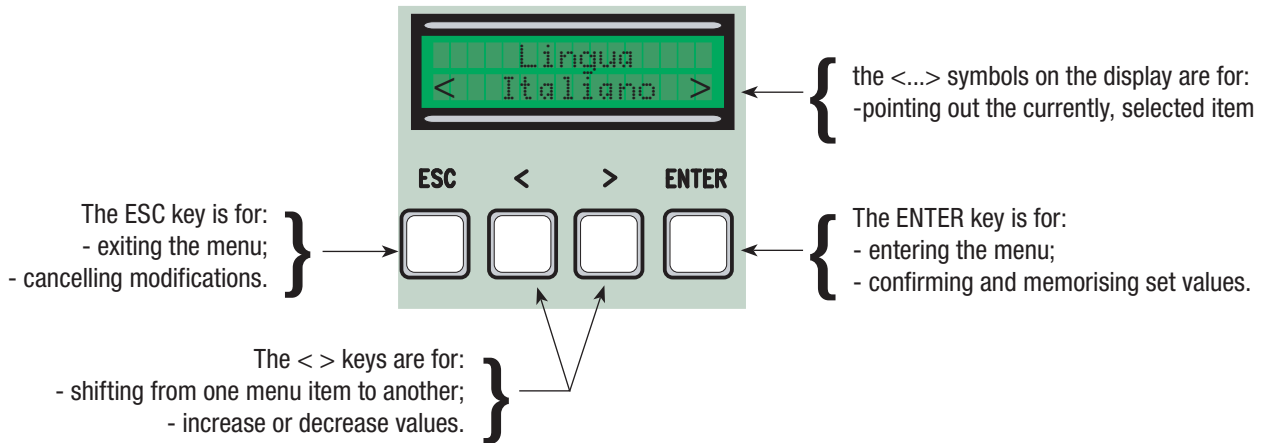 Lingua
< Italiano >
the <...> symbols on the display are for:
-pointing out the currently, selected item
ESC < > ENTER
The ESC key is for:
- exiting the menu;
- cancelling modifications.
The ENTER key is for:
- entering the menu;
- confirming and memorising set values.
The < > keys are for:
- shifting from one menu item to another;
- increase or decrease values.